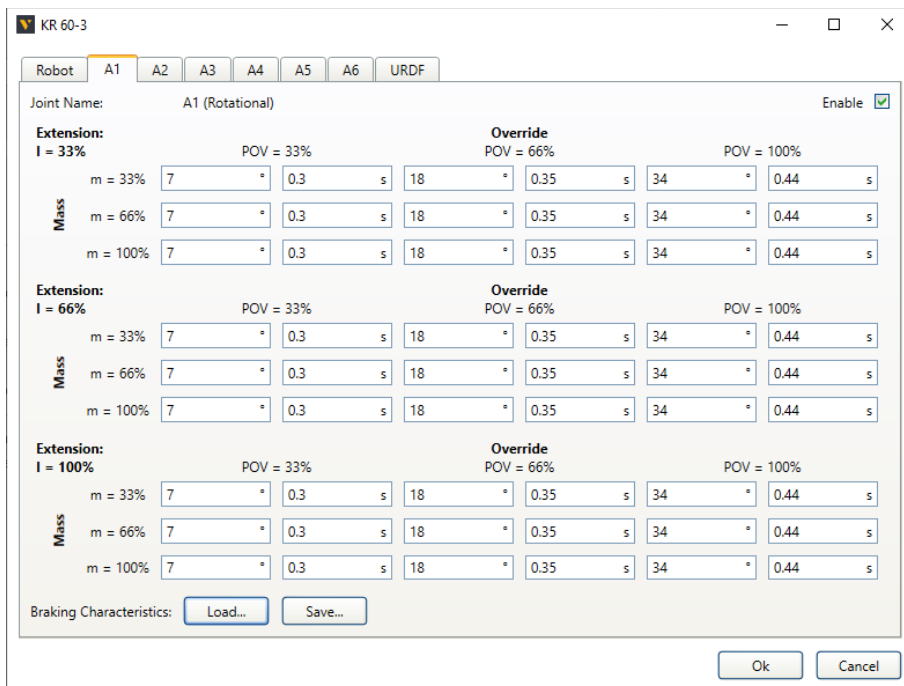 KR 60-3
Robot A1 A2 A3 A4 A5 A6 URDF
Joint Name: A1 (Rotational) Enable
Extension: Override
l = 33% POV = 33% POV = 66% POV = 100%
Mass
m = 33% 7 ° 0.3 s 18 ° 0.35 s 34 ° 0.44 s
m = 66% 7 ° 0.3 s 18 ° 0.35 s 34 ° 0.44 s
m = 100% 7 ° 0.3 s 18 ° 0.35 s 34 ° 0.44 s
Extension: Override
l = 66% POV = 33% POV = 66% POV = 100%
Mass
m = 33% 7 ° 0.3 s 18 ° 0.35 s 34 ° 0.44 s
m = 66% 7 ° 0.3 s 18 ° 0.35 s 34 ° 0.44 s
m = 100% 7 ° 0.3 s 18 ° 0.35 s 34 ° 0.44 s
Extension: Override
l = 100% POV = 33% POV = 66% POV = 100%
Mass
m = 33% 7 ° 0.3 s 18 ° 0.35 s 34 ° 0.44 s
m = 66% 7 ° 0.3 s 18 ° 0.35 s 34 ° 0.44 s
m = 100% 7 ° 0.3 s 18 ° 0.35 s 34 ° 0.44 s
Braking Characteristics: Load... Save...
Ok Cancel